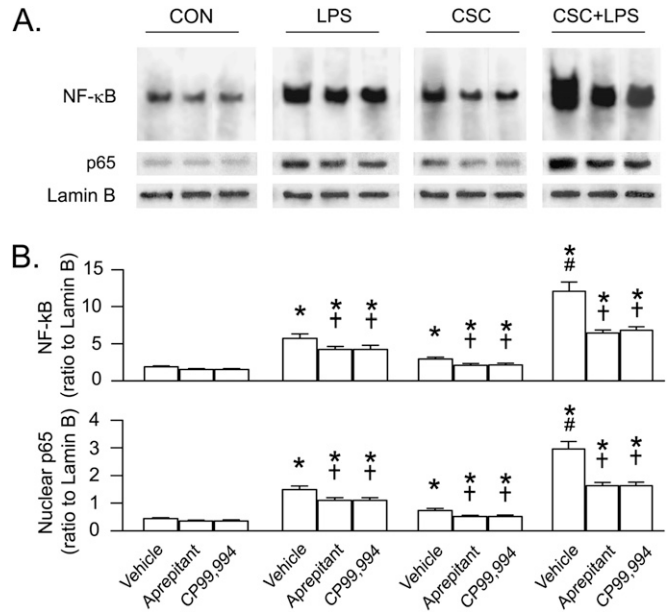 A.
CON LPS CSC CSC+LPS
NF-κB
p65
Lamin B
B.
NF-kB
(ratio to Lamin B)
15
10
5
0
* * † * † * * † * † * # * † * †
Nuclear p65
(ratio to Lamin B)
4
3
2
1
0
* * † * † * * † * † * # * † * †
Vehicle Aprepitant CP99,994 Vehicle Aprepitant CP99,994 Vehicle Aprepitant CP99,994 Vehicle Aprepitant CP99,994